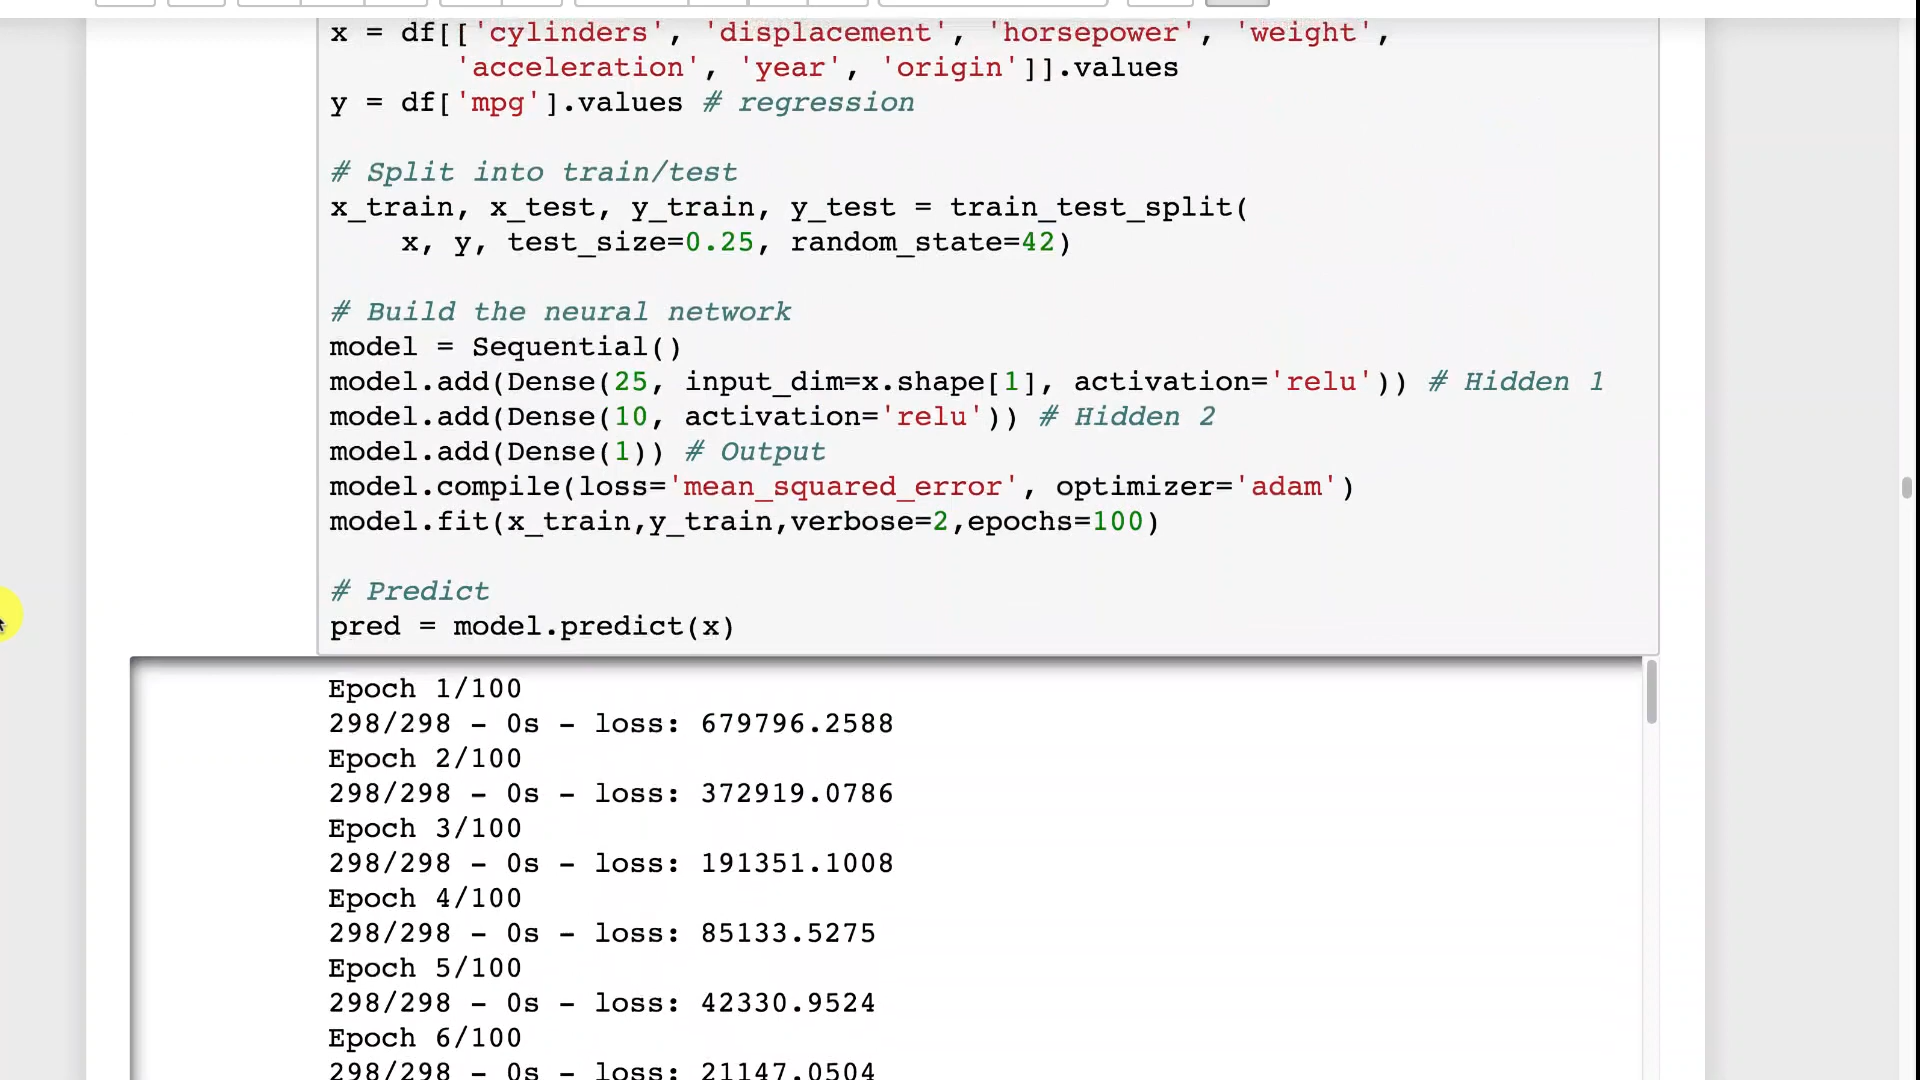 x = df[['cylinders', 'displacement', 'horsepower', 'weight',
'acceleration', 'year', 'origin']].values
y = df['mpg'].values # regression
# Split into train/test
x_train, x_test, y_train, y_test = train_test_split(
x, y, test_size=0.25, random_state=42)
# Build the neural network
model = Sequential()
model.add(Dense(25, input_dim=x.shape[1], activation='relu')) # Hidden 1
model.add(Dense(10, activation='relu')) # Hidden 2
model.add(Dense(1)) # Output
model.compile(loss='mean_squared_error', optimizer='adam')
model.fit(x_train,y_train,verbose=2,epochs=100)
# Predict
pred = model.predict(x)
Epoch 1/100
298/298 - 0s - loss: 679796.2588
Epoch 2/100
298/298 - 0s - loss: 372919.0786
Epoch 3/100
298/298 - 0s - loss: 191351.1008
Epoch 4/100
298/298 - 0s - loss: 85133.5275
Epoch 5/100
298/298 - 0s - loss: 42330.9524
Epoch 6/100
298/298 - 0s - loss: 21147.0504